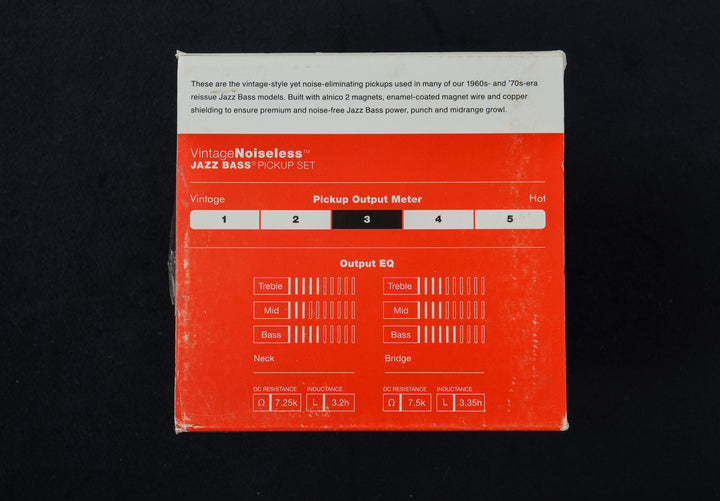 These are the vintage-style yet noise-eliminating pickups used in many of our 1960s- and '70s-era
reissue Jazz Bass models. Built with alnico 2 magnets, enamel-coated magnet wire and copper
shielding to ensure premium and noise-free Jazz Bass power, punch and midrange growl.
VintageNoiseless™
JAZZ BASS® PICKUP SET
Vintage Pickup Output Meter Hot
1 2 3 4 5
Output EQ
Treble Treble
Mid Mid
Bass Bass
Neck Bridge
DC RESISTANCE INDUCTANCE DC RESISTANCE INDUCTANCE
Ω 7.25k L 3.2h Ω 7.5k L 3.35h